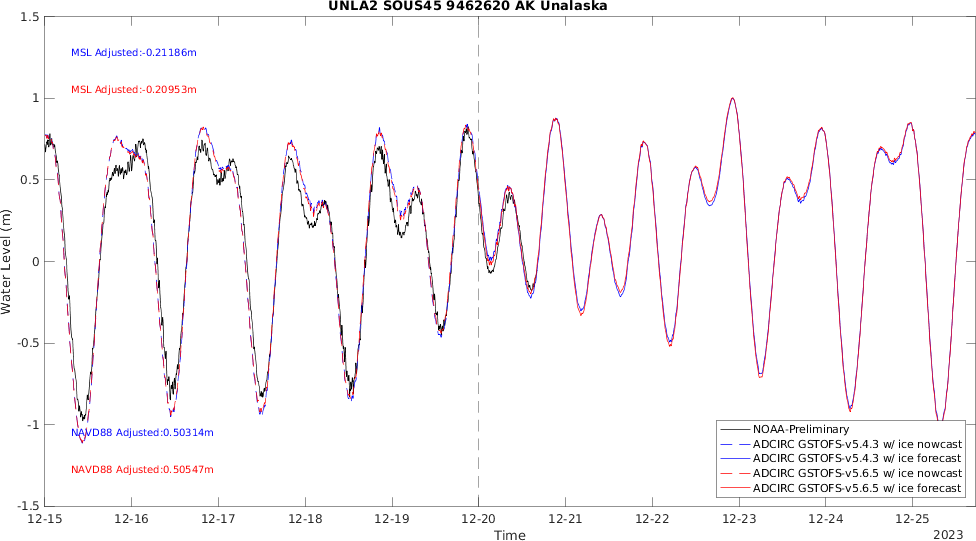 UNLA2 SOUS45 9462620 AK Unalaska
1.5
MSL Adjusted:-0.21186m
MSL Adjusted:-0.20953m
1
0.5
0
-0.5
-1
-1.5
Water Level (m)
NAVD88 Adjusted:0.50314m
NAVD88 Adjusted:0.50547m
NOAA-Preliminary
ADCIRC GSTOFS-v5.4.3 w/ ice nowcast
ADCIRC GSTOFS-v5.4.3 w/ ice forecast
ADCIRC GSTOFS-v5.6.5 w/ ice nowcast
ADCIRC GSTOFS-v5.6.5 w/ ice forecast
12-15 12-16 12-17 12-18 12-19 12-20 12-21 12-22 12-23 12-24 12-25
Time
2023